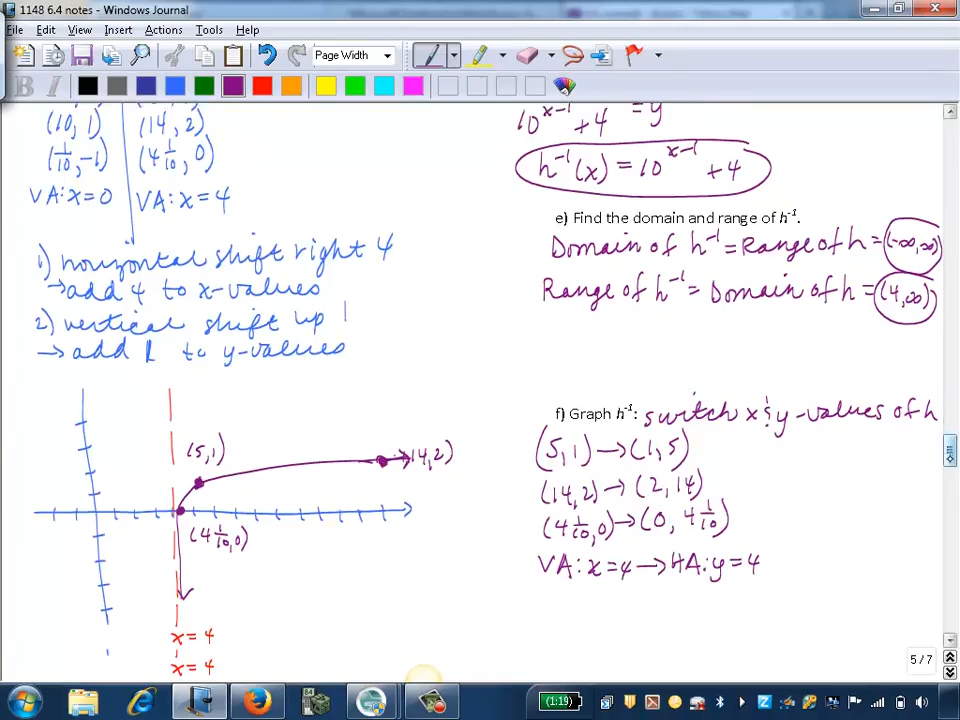 1148 6.4 notes - Windows Journal
File Edit View Insert Actions Tools Help
Page Width
B I
(10, 1) (14, 2)
(1/10, -1) (4 1/10, 0)
VA: x = 0 VA: x = 4
1) horizontal shift right 4
→ add 4 to x-values
2) vertical shift up 1
→ add 1 to y-values
(5, 1)
(14, 2)
(4 1/10, 0)
x = 4
x = 4
10^(x-1) + 4 = y
h⁻¹(x) = 10^(x-1) + 4
e) Find the domain and range of h⁻¹.
Domain of h⁻¹ = Range of h = (-∞, ∞)
Range of h⁻¹ = Domain of h = (4, ∞)
f) Graph h⁻¹: switch x & y-values of h
(5, 1) → (1, 5)
(14, 2) → (2, 14)
(4 1/10, 0) → (0, 4 1/10)
VA: x = 4 → HA: y = 4
5 / 7
(1:19)